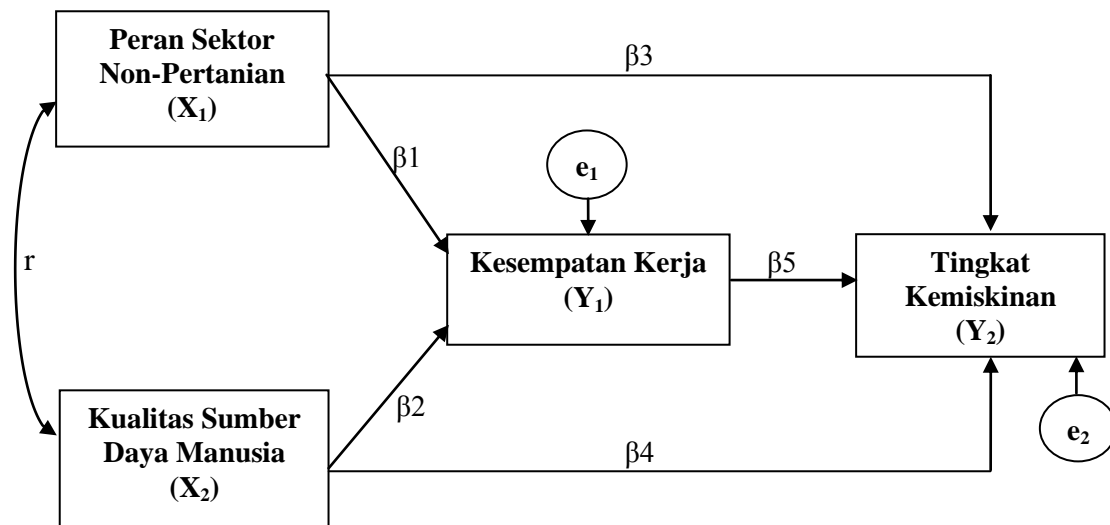 Peran Sektor
Non-Pertanian
(X₁)
β3
β1
e₁
r
Kesempatan Kerja
(Y₁)
β5
Tingkat
Kemiskinan
(Y₂)
β2
Kualitas Sumber
Daya Manusia
(X₂)
β4
e₂